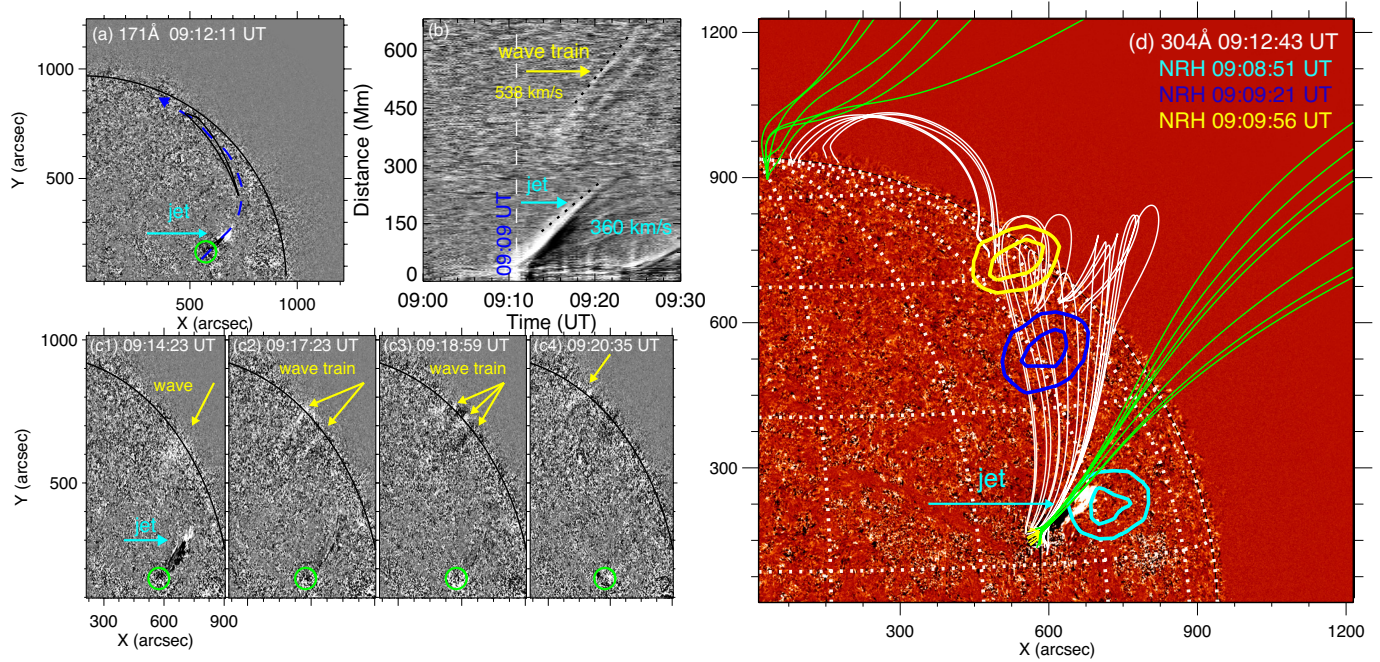 (a) 171Å 09:12:11 UT
1000
500
Y (arcsec)
jet
500
1000
X (arcsec)
(b)
wave train
538 km/s
jet
360 km/s
09:09 UT
Distance (Mm)
600
450
300
150
0
09:00
09:10
09:20
09:30
Time (UT)
(c1) 09:14:23 UT
wave
jet
1000
500
Y (arcsec)
300
600
900
X (arcsec)
(c2) 09:17:23 UT
wave train
(c3) 09:18:59 UT
wave train
(c4) 09:20:35 UT
(d) 304Å 09:12:43 UT
NRH 09:08:51 UT
NRH 09:09:21 UT
NRH 09:09:56 UT
jet
1200
900
600
300
300
600
900
1200
X (arcsec)